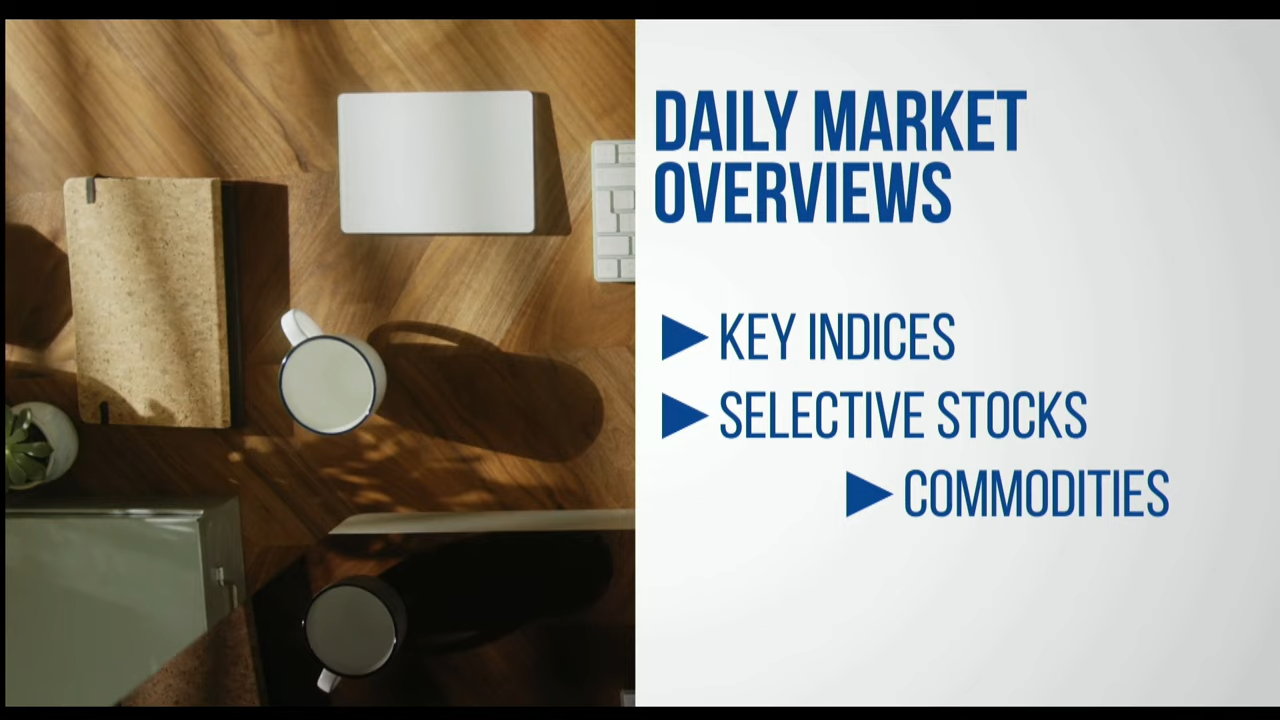 DAILY MARKET
OVERVIEWS
KEY INDICES
SELECTIVE STOCKS
COMMODITIES